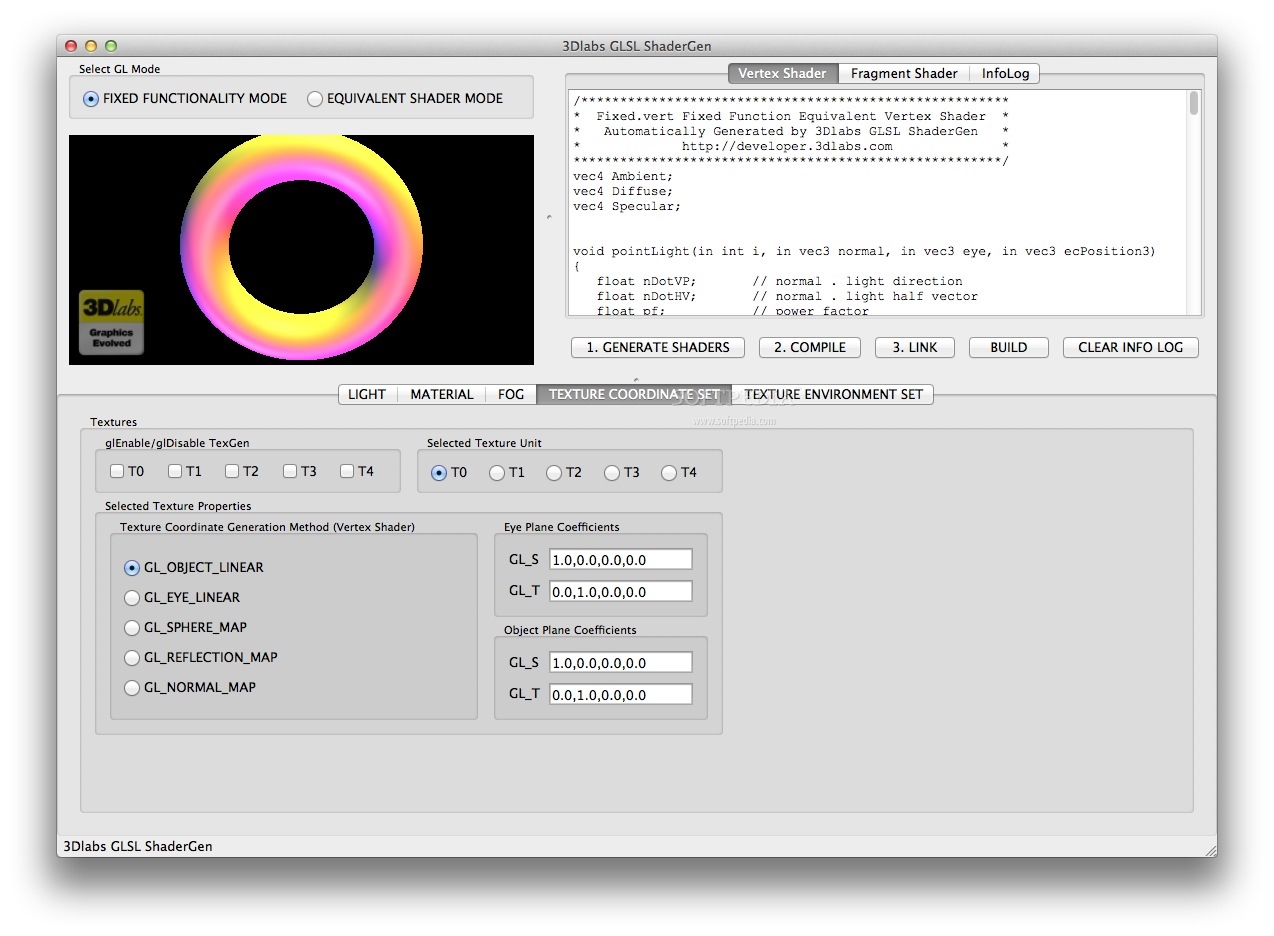 3Dlabs GLSL ShaderGen
Select GL Mode
FIXED FUNCTIONALITY MODE EQUIVALENT SHADER MODE
3Dlabs
Graphics
Evolved
Vertex Shader Fragment Shader InfoLog
/*******************************************************
* Fixed.vert Fixed Function Equivalent Vertex Shader *
* Automatically Generated by 3Dlabs GLSL ShaderGen *
* http://developer.3dlabs.com *
*******************************************************/
vec4 Ambient;
vec4 Diffuse;
vec4 Specular;
void pointLight(in int i, in vec3 normal, in vec3 eye, in vec3 ecPosition3)
{
float nDotVP; // normal . light direction
float nDotHV; // normal . light half vector
float pf; // power factor
1. GENERATE SHADERS 2. COMPILE 3. LINK BUILD CLEAR INFO LOG
LIGHT MATERIAL FOG TEXTURE COORDINATE SET TEXTURE ENVIRONMENT SET
SOFTPEDIA
www.softpedia.com
Textures
glEnable/glDisable TexGen
T0 T1 T2 T3 T4
Selected Texture Unit
T0 T1 T2 T3 T4
Selected Texture Properties
Texture Coordinate Generation Method (Vertex Shader)
GL_OBJECT_LINEAR
GL_EYE_LINEAR
GL_SPHERE_MAP
GL_REFLECTION_MAP
GL_NORMAL_MAP
Eye Plane Coefficients
GL_S 1.0,0.0,0.0,0.0
GL_T 0.0,1.0,0.0,0.0
Object Plane Coefficients
GL_S 1.0,0.0,0.0,0.0
GL_T 0.0,1.0,0.0,0.0
3Dlabs GLSL ShaderGen